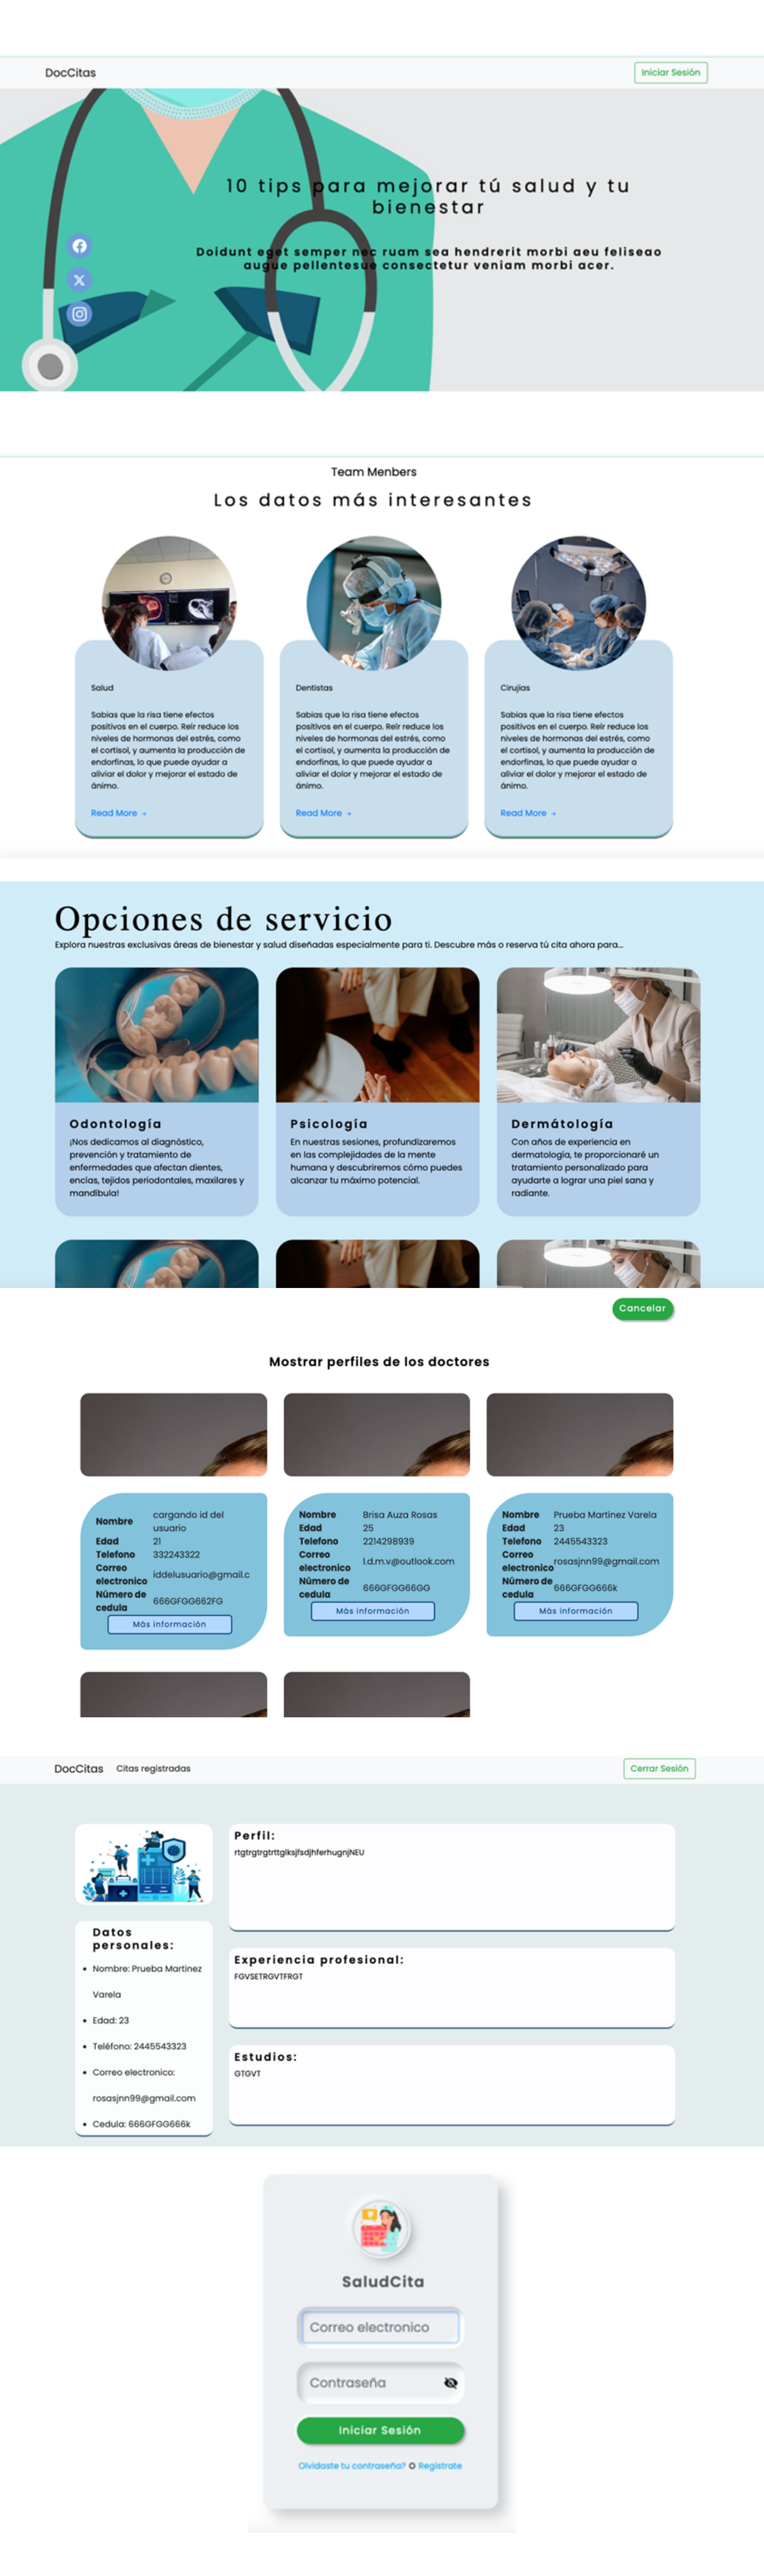 DocCitas
Iniciar Sesión
10 tips para mejorar tú salud y tu
bienestar
Doidunt eget semper nec ruam sea hendrerit morbi aeu feliseao
augue pellentesue consectetur veniam morbi acer.
Team Menbers
Los datos más interesantes
Salud
Sabias que la risa tiene efectos
positivos en el cuerpo. Reír reduce los
niveles de hormonas del estrés, como
el cortisol, y aumenta la producción de
endorfinas, lo que puede ayudar a
aliviar el dolor y mejorar el estado de
ánimo.
Read More →
Dentistas
Sabias que la risa tiene efectos
positivos en el cuerpo. Reír reduce los
niveles de hormonas del estrés, como
el cortisol, y aumenta la producción de
endorfinas, lo que puede ayudar a
aliviar el dolor y mejorar el estado de
ánimo.
Read More →
Cirujias
Sabias que la risa tiene efectos
positivos en el cuerpo. Reír reduce los
niveles de hormonas del estrés, como
el cortisol, y aumenta la producción de
endorfinas, lo que puede ayudar a
aliviar el dolor y mejorar el estado de
ánimo.
Read More →
Opciones de servicio
Explora nuestras exclusivas áreas de bienestar y salud diseñadas especialmente para ti. Descubre más o reserva tú cita ahora para...
Odontología
¡Nos dedicamos al diagnóstico,
prevención y tratamiento de
enfermedades que afectan dientes,
encías, tejidos periodontales, maxilares y
mandíbula!
Psicología
En nuestras sesiones, profundizaremos
en las complejidades de la mente
humana y descubriremos cómo puedes
alcanzar tu máximo potencial.
Dermátología
Con años de experiencia en
dermatología, te proporcionaré un
tratamiento personalizado para
ayudarte a lograr una piel sana y
radiante.
Cancelar
Mostrar perfiles de los doctores
Nombre cargando id del
usuario
Edad 21
Telefono 332243322
Correo
electronico iddelusuario@gmail.c
Número de
cedula 666GFGG662FG
Más información
Nombre Brisa Auza Rosas
Edad 25
Telefono 2214298939
Correo
electronico l.d.m.v@outlook.com
Número de
cedula 666GFGG66GG
Más información
Nombre Prueba Martinez Varela
Edad 23
Telefono 2445543323
Correo
electronico rosasjnn99@gmail.com
Número de
cedula 666GFGG666k
Más información
DocCitas Citas registradas
Cerrar Sesión
Datos
personales:
Nombre: Prueba Martinez
Varela
Edad: 23
Teléfono: 2445543323
Correo electronico:
rosasjnn99@gmail.com
Cedula: 666GFGG666k
Perfil:
rtgtrgtrgtrttglksjfsdjhferhugnjNEU
Experiencia profesional:
FGVSETRGVTFRGT
Estudios:
GTGVT
SaludCita
Correo electronico
Contraseña
Iniciar Sesión
Olvidaste tu contraseña? O Registrate